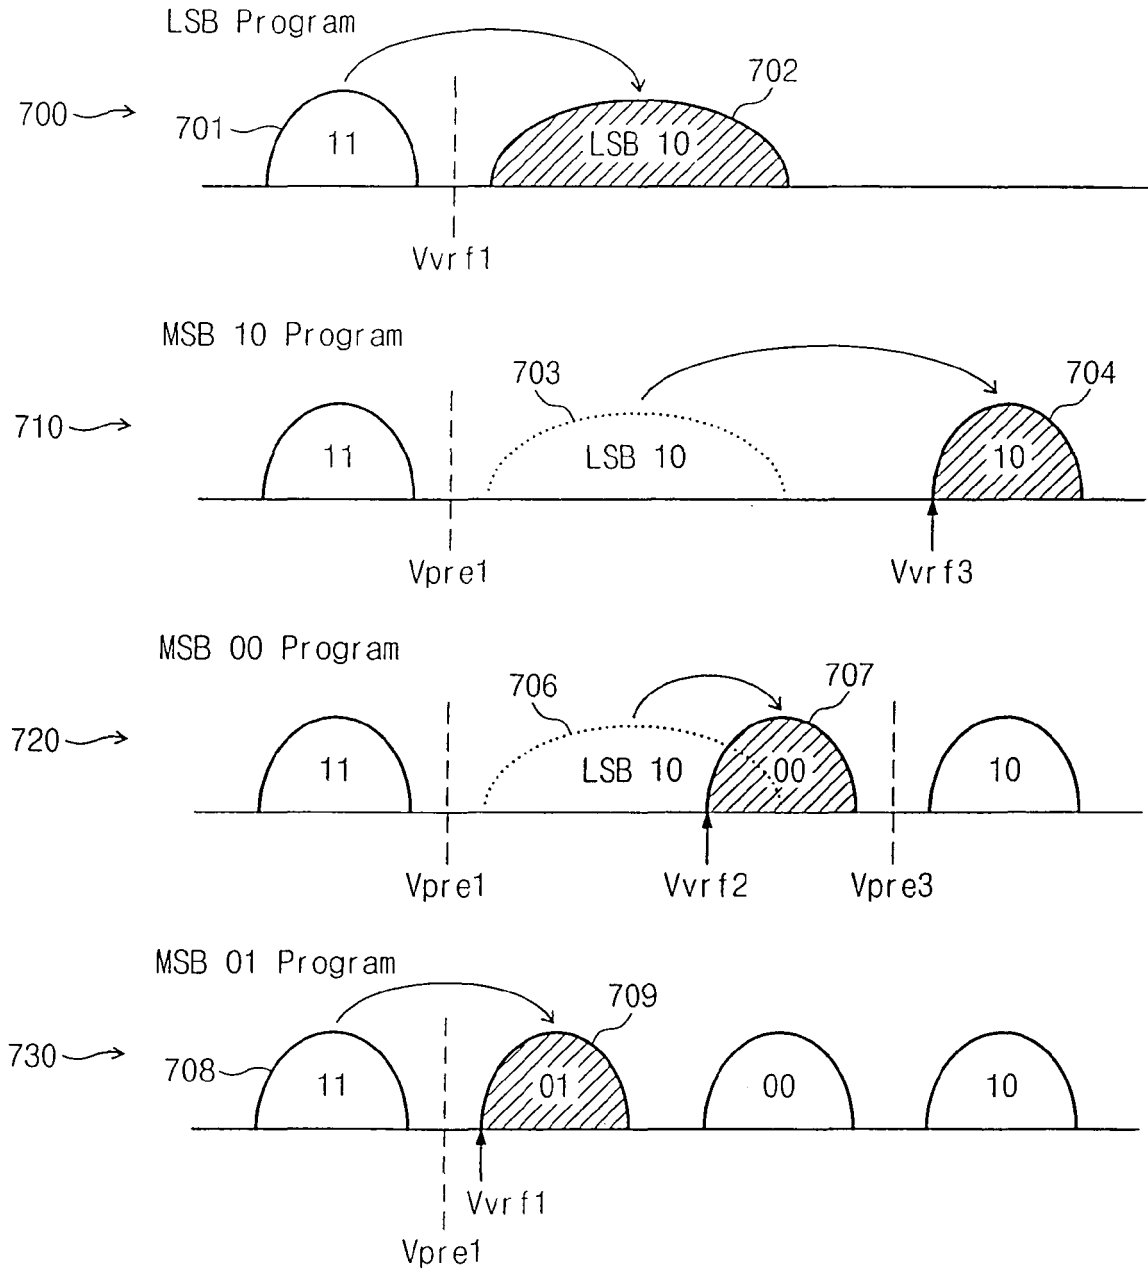 LSB Program
700
701
11
LSB 10
702
Vvrf1
MSB 10 Program
710
11
703
LSB 10
704
10
Vpre1
Vvrf3
MSB 00 Program
720
11
706
LSB 10
707
00
10
Vpre1
Vvrf2
Vpre3
MSB 01 Program
730
708
11
709
01
00
10
Vvrf1
Vpre1